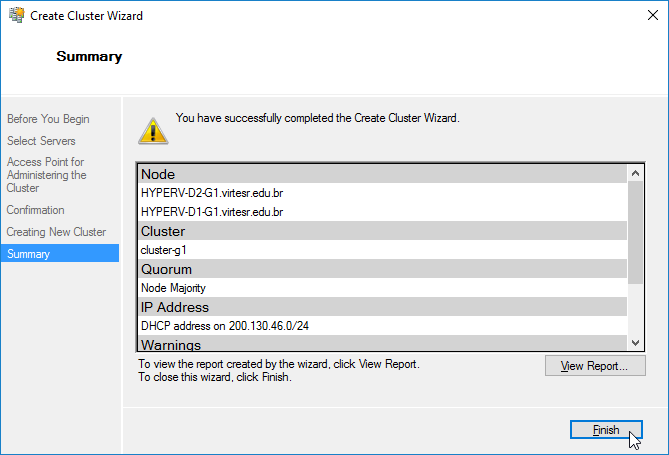 Create Cluster Wizard
Summary
Before You Begin
Select Servers
Access Point for
Administering the
Cluster
Confirmation
Creating New Cluster
Summary
You have successfully completed the Create Cluster Wizard.
Node
HYPERV-D2-G1.virtesr.edu.br
HYPERV-D1-G1.virtesr.edu.br
Cluster
cluster-g1
Quorum
Node Majority
IP Address
DHCP address on 200.130.46.0/24
Warnings
To view the report created by the wizard, click View Report.
To close this wizard, click Finish.
View Report...
Finish